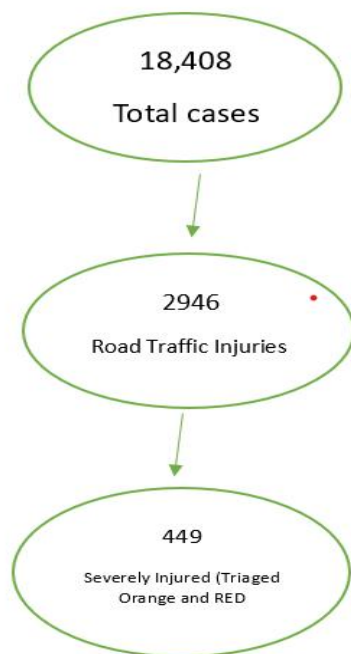 18,408
Total cases
2946
Road Traffic Injuries
449
Severely Injured (Triaged
Orange and RED